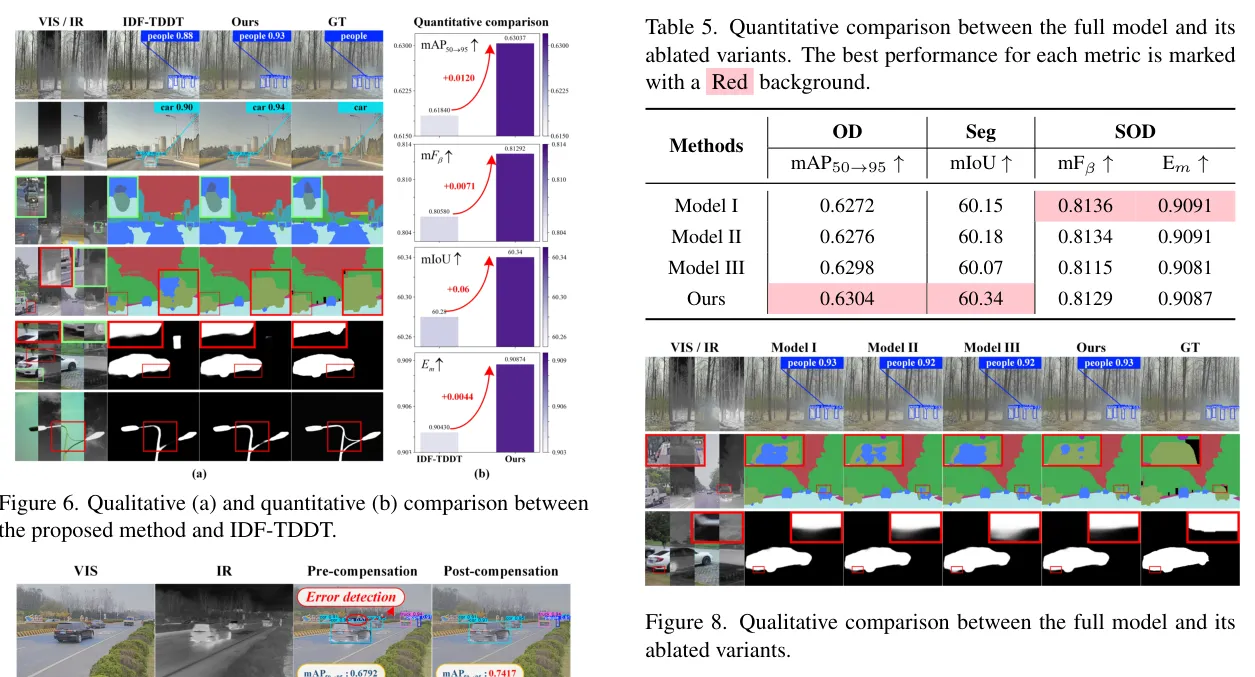 VIS / IR IDF-TDDT Ours GT
people 0.88 people 0.93 people
car 0.90 car 0.94 car
(a)
Quantitative comparison
mAP50→95 ↑
0.6300 0.63037 0.6300
+0.0120
0.6225 0.6225
0.61840
0.6150 0.6150
0.814 0.81292 0.814
mFβ ↑
0.816 0.810
+0.0071
0.80580
0.804 0.804
60.34 60.34 60.34
mIoU ↑
+0.06
60.30 60.30
60.28
60.26 60.26
0.909 0.90874 0.909
Em ↑
0.906 0.906
+0.0044
0.90430
0.903 0.903
IDF-TDDT Ours
(b)
Figure 6. Qualitative (a) and quantitative (b) comparison between
the proposed method and IDF-TDDT.
VIS IR Pre-compensation Post-compensation
Error detection
:0.6792 :0.7417
Table 5. Quantitative comparison between the full model and its
ablated variants. The best performance for each metric is marked
with a Red background.
Methods OD Seg SOD
mAP50→95 ↑ mIoU ↑ mFβ ↑ Em ↑
Model I 0.6272 60.15 0.8136 0.9091
Model II 0.6276 60.18 0.8134 0.9091
Model III 0.6298 60.07 0.8115 0.9081
Ours 0.6304 60.34 0.8129 0.9087
VIS / IR Model I Model II Model III Ours GT
people 0.93 people 0.92 people 0.92 people 0.93
Figure 8. Qualitative comparison between the full model and its
ablated variants.